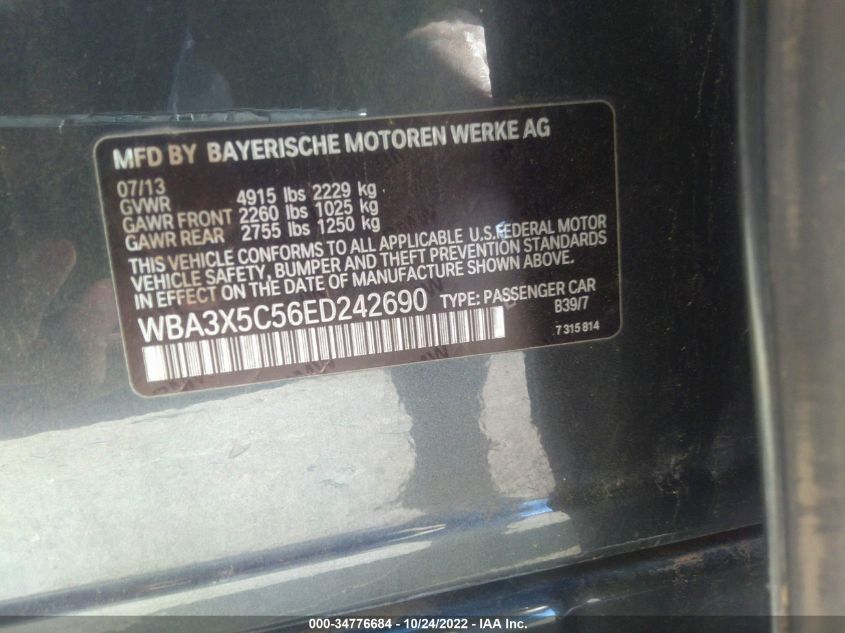 MFD BY BAYERISCHE MOTOREN WERKE AG
07/13
GVWR 4915 lbs 2229 kg
GAWR FRONT 2260 lbs 1025 kg
GAWR REAR 2755 lbs 1250 kg
THIS VEHICLE CONFORMS TO ALL APPLICABLE U.S.FEDERAL MOTOR
VEHICLE SAFETY, BUMPER AND THEFT PREVENTION STANDARDS
IN EFFECT ON THE DATE OF MANUFACTURE SHOWN ABOVE.
WBA3X5C56ED242690 TYPE: PASSENGER CAR
B39/7
7 315 814
000-34776684 - 10/24/2022 - IAA Inc.